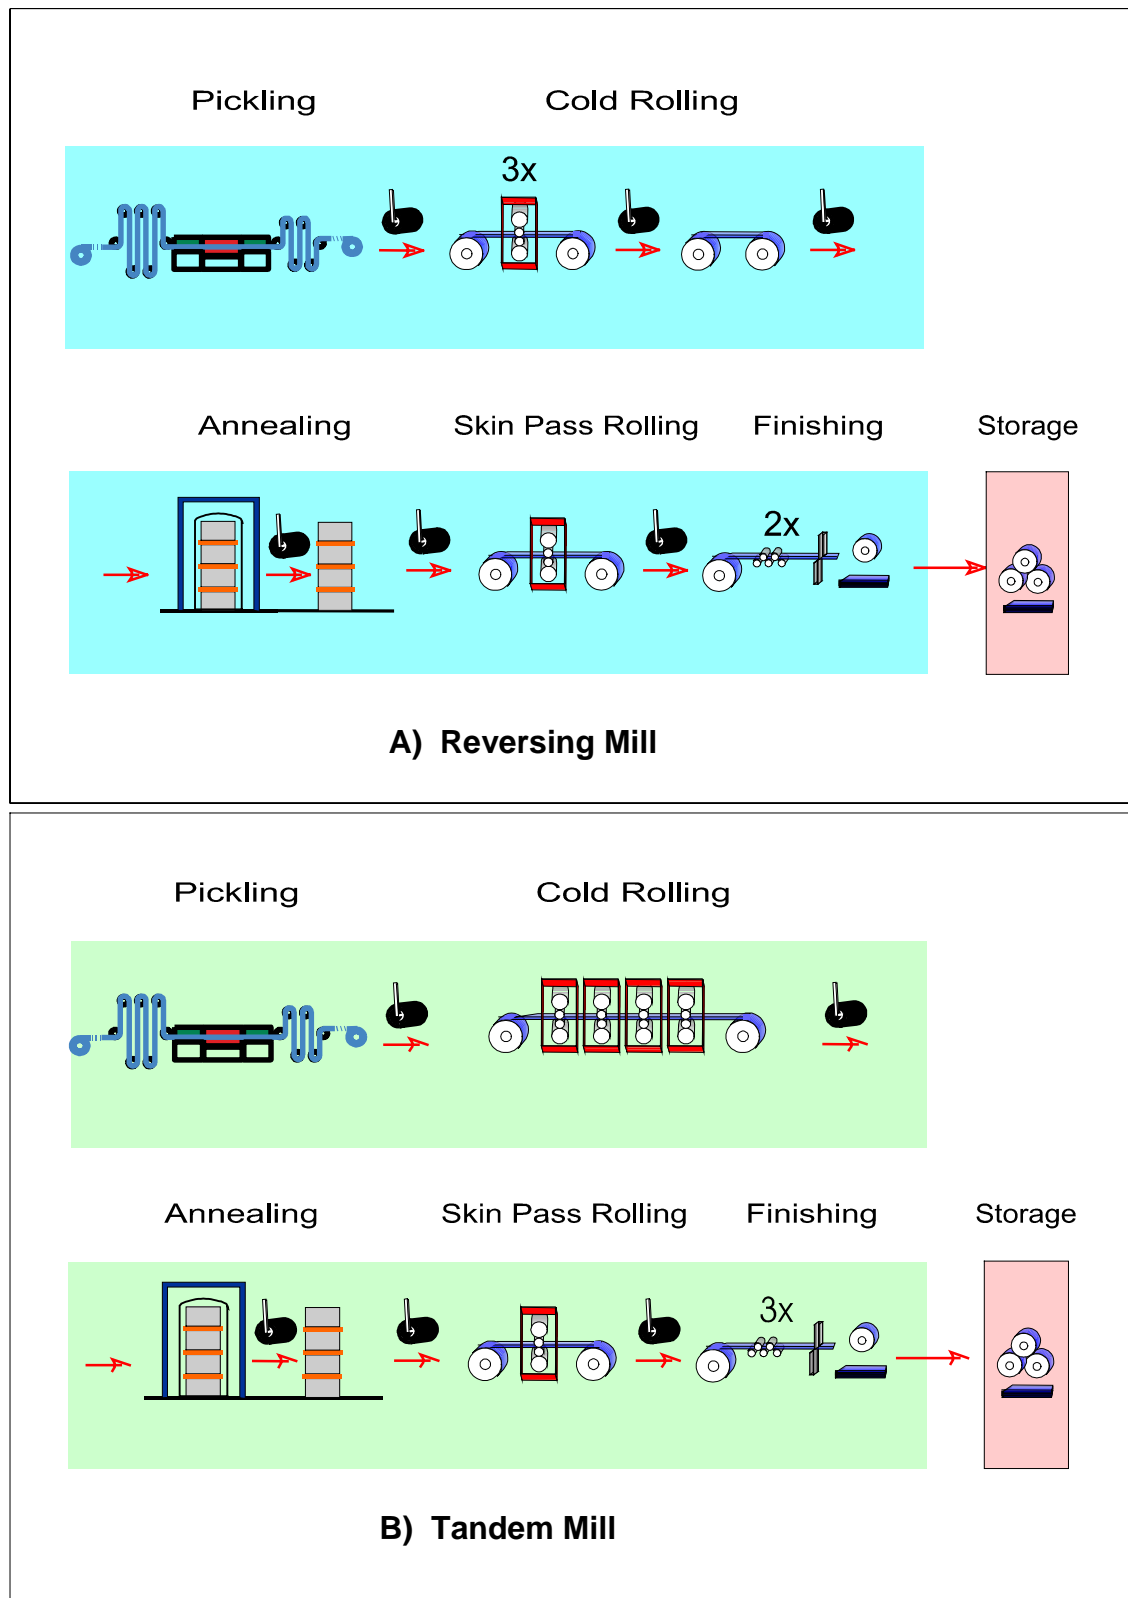 Pickling Cold Rolling
3x
Annealing Skin Pass Rolling Finishing Storage
2x
A) Reversing Mill
Pickling Cold Rolling
Annealing Skin Pass Rolling Finishing Storage
3x
B) Tandem Mill